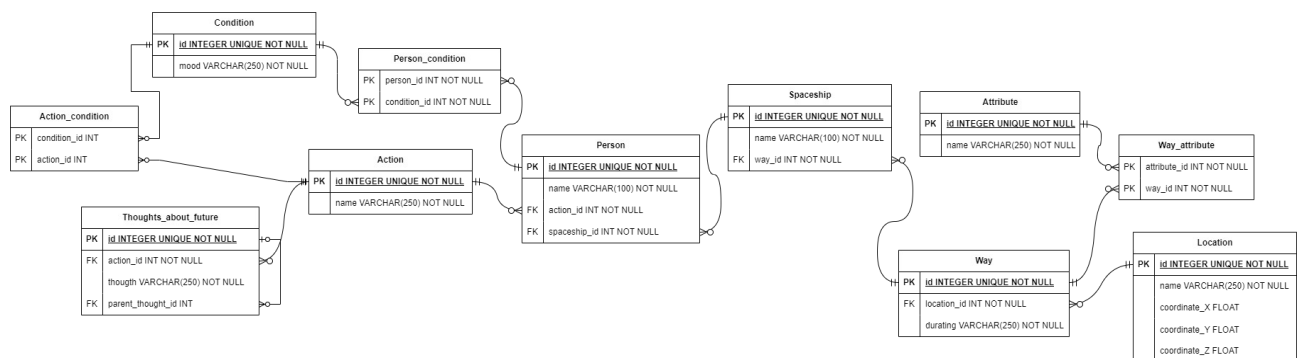 Condition
PK id INTEGER UNIQUE NOT NULL
mood VARCHAR(250) NOT NULL
Person_condition
PK person_id INT NOT NULL
PK condition_id INT NOT NULL
Action_condition
PK condition_id INT
PK action_id INT
Action
PK id INTEGER UNIQUE NOT NULL
name VARCHAR(250) NOT NULL
Thoughts_about_future
PK id INTEGER UNIQUE NOT NULL
FK action_id INT NOT NULL
thougth VARCHAR(250) NOT NULL
FK parent_thought_id INT
Person
PK id INTEGER UNIQUE NOT NULL
name VARCHAR(100) NOT NULL
FK action_id INT NOT NULL
FK spaceship_id INT NOT NULL
Spaceship
PK id INTEGER UNIQUE NOT NULL
name VARCHAR(100) NOT NULL
FK way_id INT NOT NULL
Attribute
PK id INTEGER UNIQUE NOT NULL
name VARCHAR(250) NOT NULL
Way_attribute
PK attribute_id INT NOT NULL
PK way_id INT NOT NULL
Way
PK id INTEGER UNIQUE NOT NULL
FK location_id INT NOT NULL
durating VARCHAR(250) NOT NULL
Location
PK id INTEGER UNIQUE NOT NULL
name VARCHAR(250) NOT NULL
coordinate_X FLOAT
coordinate_Y FLOAT
coordinate_Z FLOAT